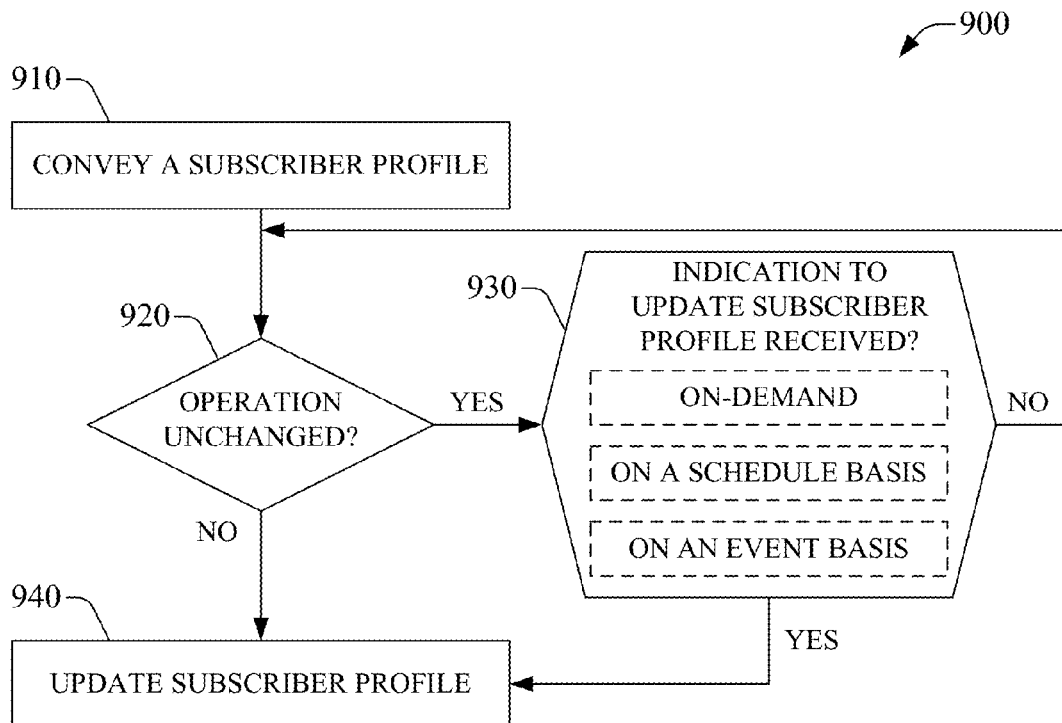 900
910
CONVEY A SUBSCRIBER PROFILE
920
OPERATION
UNCHANGED?
YES
NO
930
INDICATION TO
UPDATE SUBSCRIBER
PROFILE RECEIVED?
ON-DEMAND
ON A SCHEDULE BASIS
ON AN EVENT BASIS
NO
YES
940
UPDATE SUBSCRIBER PROFILE